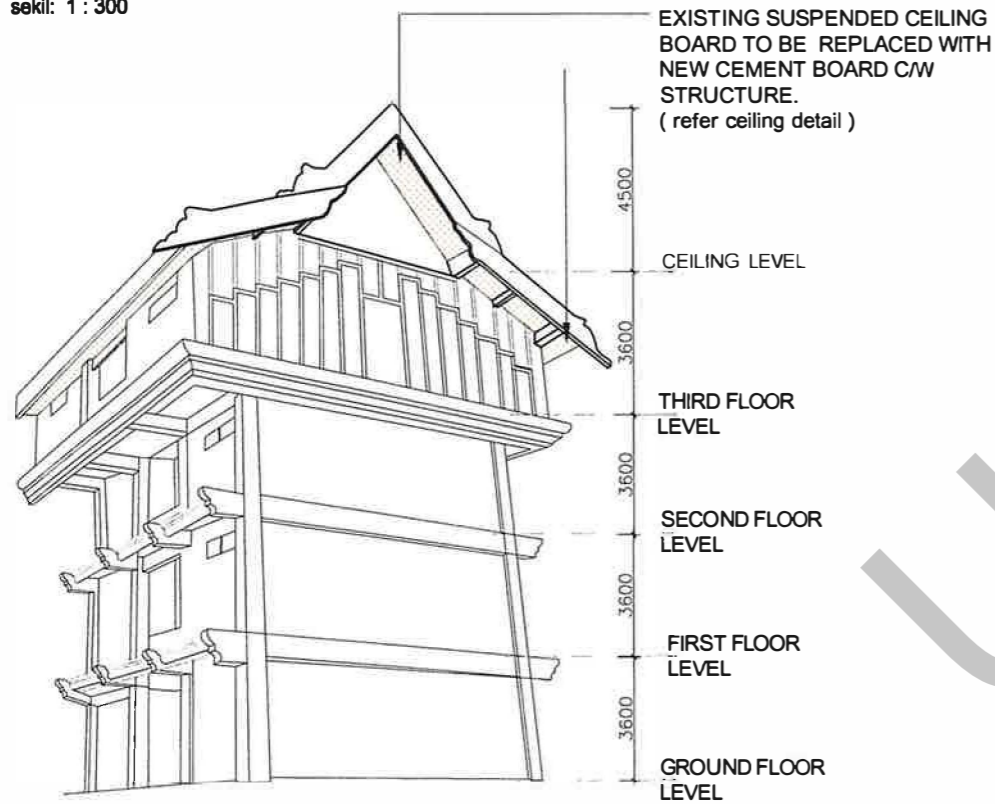 sekil: 1 : 300
EXISTING SUSPENDED CEILING
BOARD TO BE REPLACED WITH
NEW CEMENT BOARD C/W
STRUCTURE.
( refer ceiling detail )
4500
CEILING LEVEL
3600
THIRD FLOOR
LEVEL
3600
SECOND FLOOR
LEVEL
3600
FIRST FLOOR
LEVEL
3600
GROUND FLOOR
LEVEL